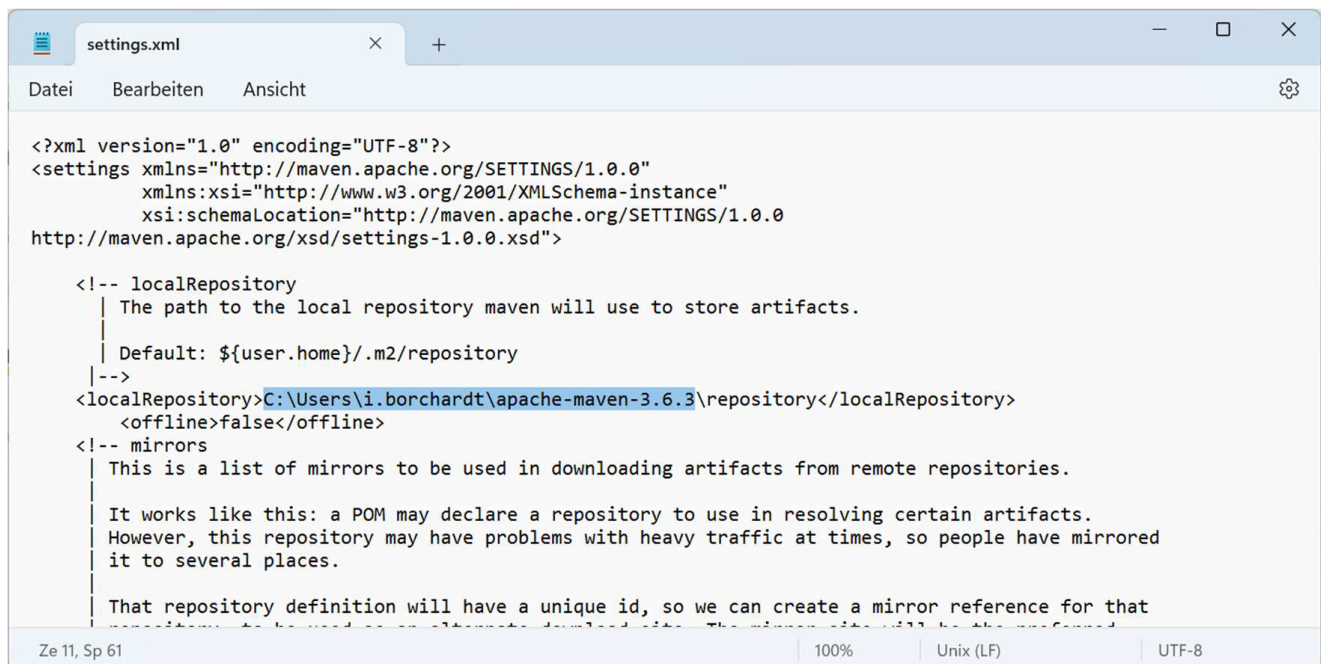 settings.xml
Datei Bearbeiten Ansicht
<?xml version="1.0" encoding="UTF-8"?>
<settings xmlns="http://maven.apache.org/SETTINGS/1.0.0"
          xmlns:xsi="http://www.w3.org/2001/XMLSchema-instance"
          xsi:schemaLocation="http://maven.apache.org/SETTINGS/1.0.0
http://maven.apache.org/xsd/settings-1.0.0.xsd">
    <!-- localRepository
      | The path to the local repository maven will use to store artifacts.
      |
      | Default: ${user.home}/.m2/repository
     |-->
    <localRepository>C:\Users\i.borchardt\apache-maven-3.6.3\repository</localRepository>
        <offline>false</offline>
    <!-- mirrors
     | This is a list of mirrors to be used in downloading artifacts from remote repositories.
     |
     | It works like this: a POM may declare a repository to use in resolving certain artifacts.
     | However, this repository may have problems with heavy traffic at times, so people have mirrored
     | it to several places.
     |
     | That repository definition will have a unique id, so we can create a mirror reference for that
Ze 11, Sp 61 100% Unix (LF) UTF-8